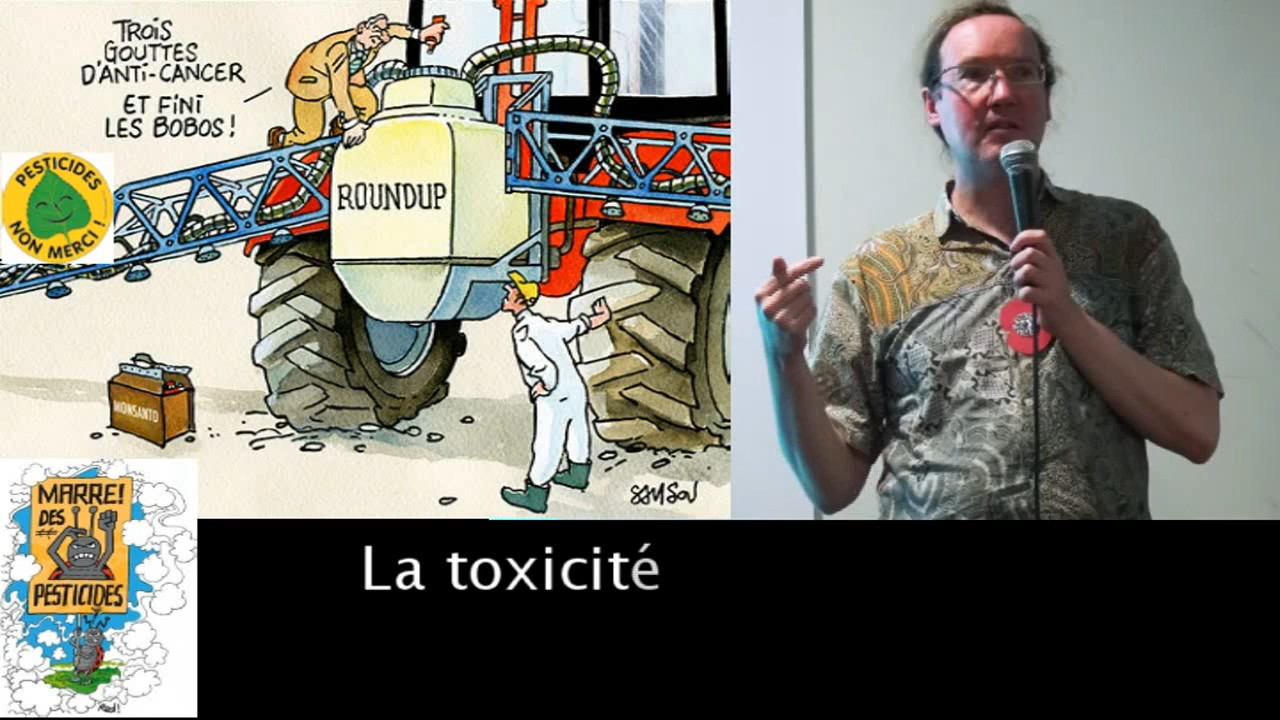 TROIS
GOUTTES
D'ANTI-CANCER
ET FINI
LES BOBOS !
PESTICIDES
NON MERCI !
ROUNDUP
MONSANTO
SAMSON
MARRE!
DES
PESTICIDES
La toxicité